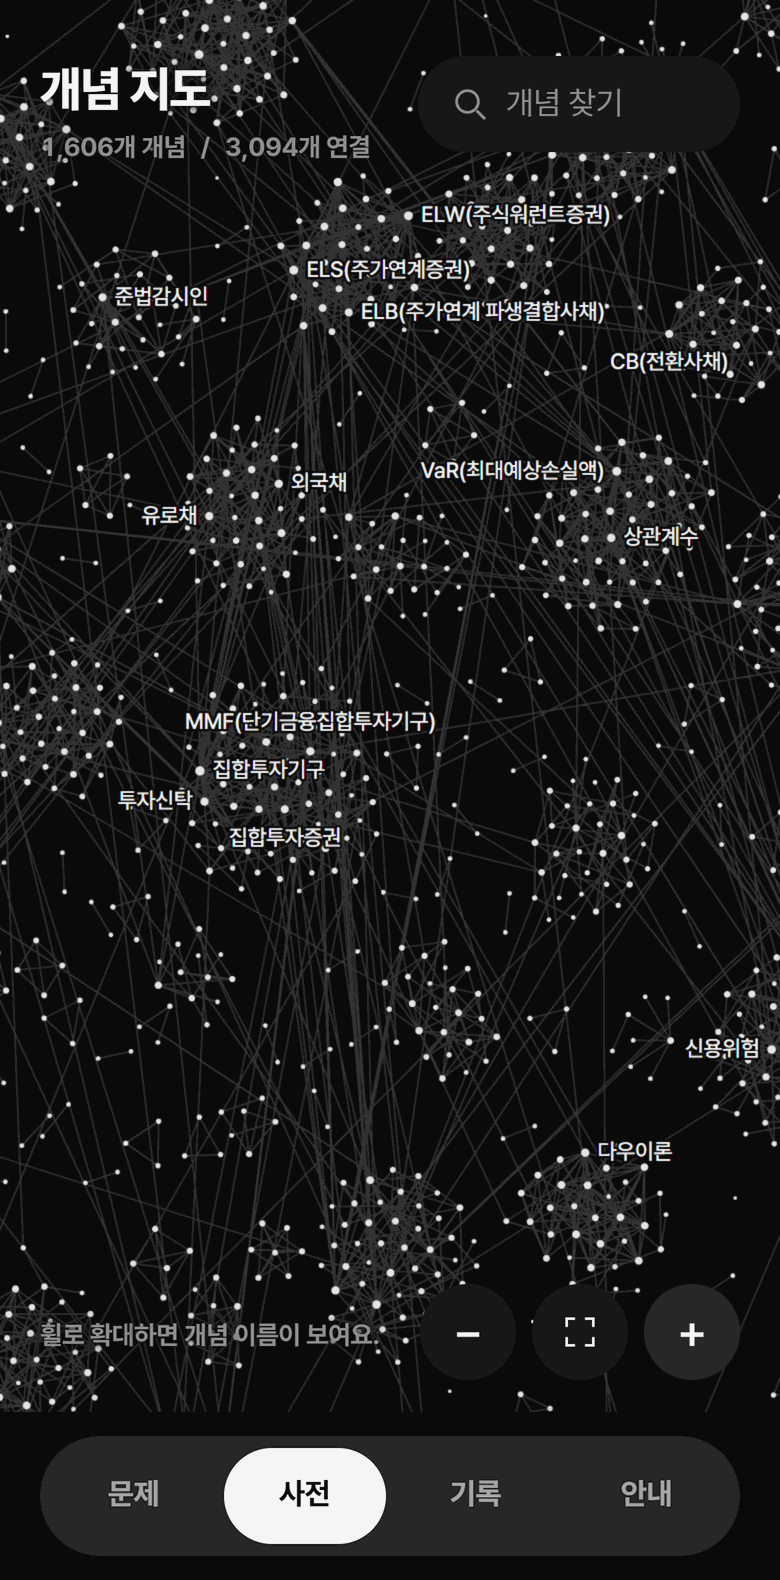 개념 지도
개념 찾기
1,606개 개념 / 3,094개 연결
ELW(주식워런트증권)
ELS(주가연계증권)
준법감시인
ELB(주가연계 파생결합사채)
CB(전환사채)
VaR(최대예상손실액)
외국채
유로채
상관계수
MMF(단기금융집합투자기구)
집합투자기구
투자신탁
집합투자증권
신용위험
다우이론
휠로 확대하면 개념 이름이 보여요.
문제
사전
기록
안내